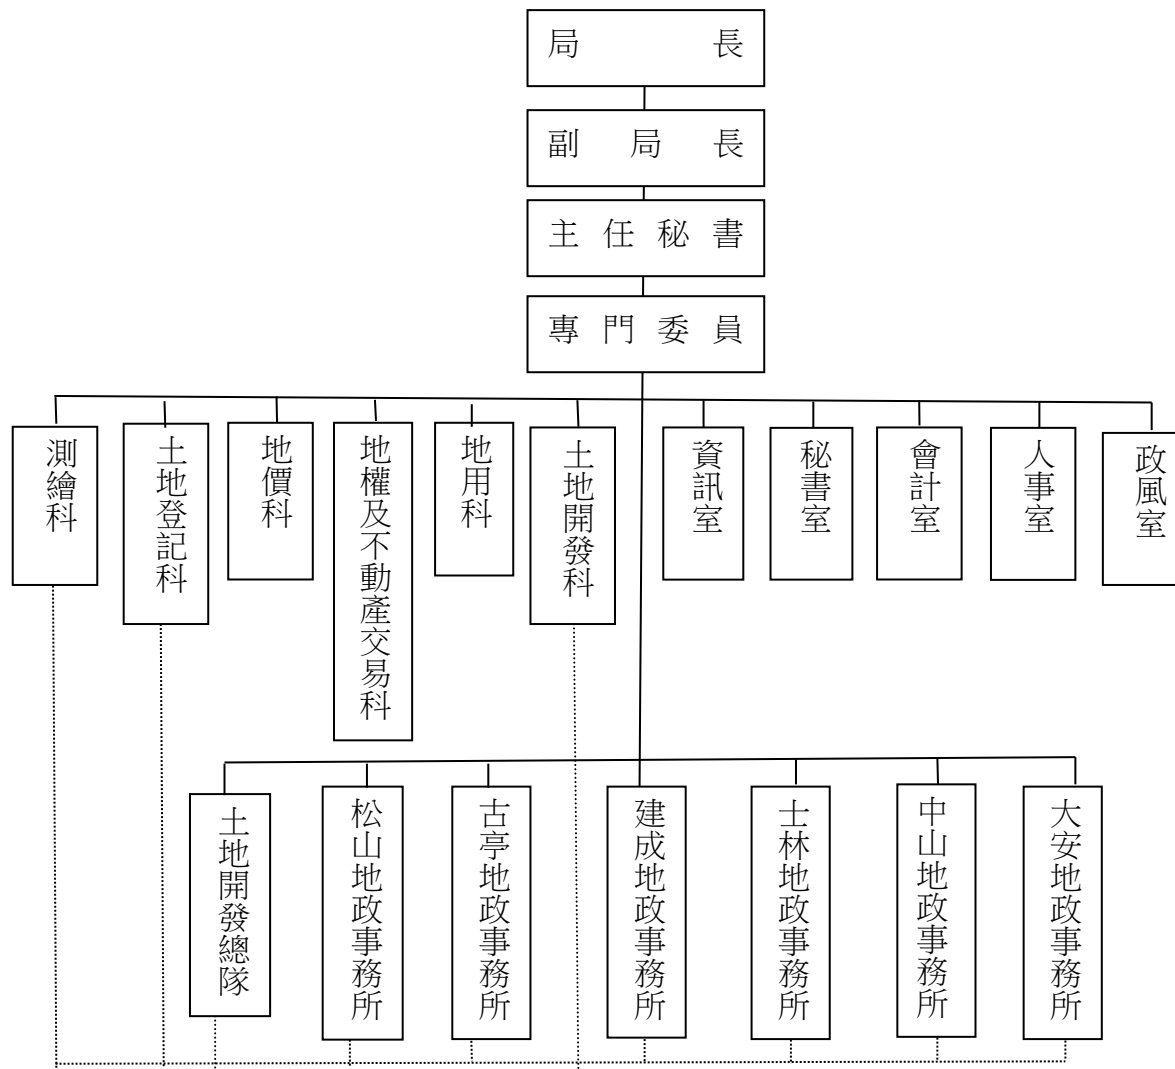 局長
副局長
主任秘書
專門委員
測繪科
土地登記科
地價科
地權及不動產交易科
地用科
土地開發科
資訊室
秘書室
會計室
人事室
政風室
土地開發總隊
松山地政事務所
古亭地政事務所
建成地政事務所
士林地政事務所
中山地政事務所
大安地政事務所